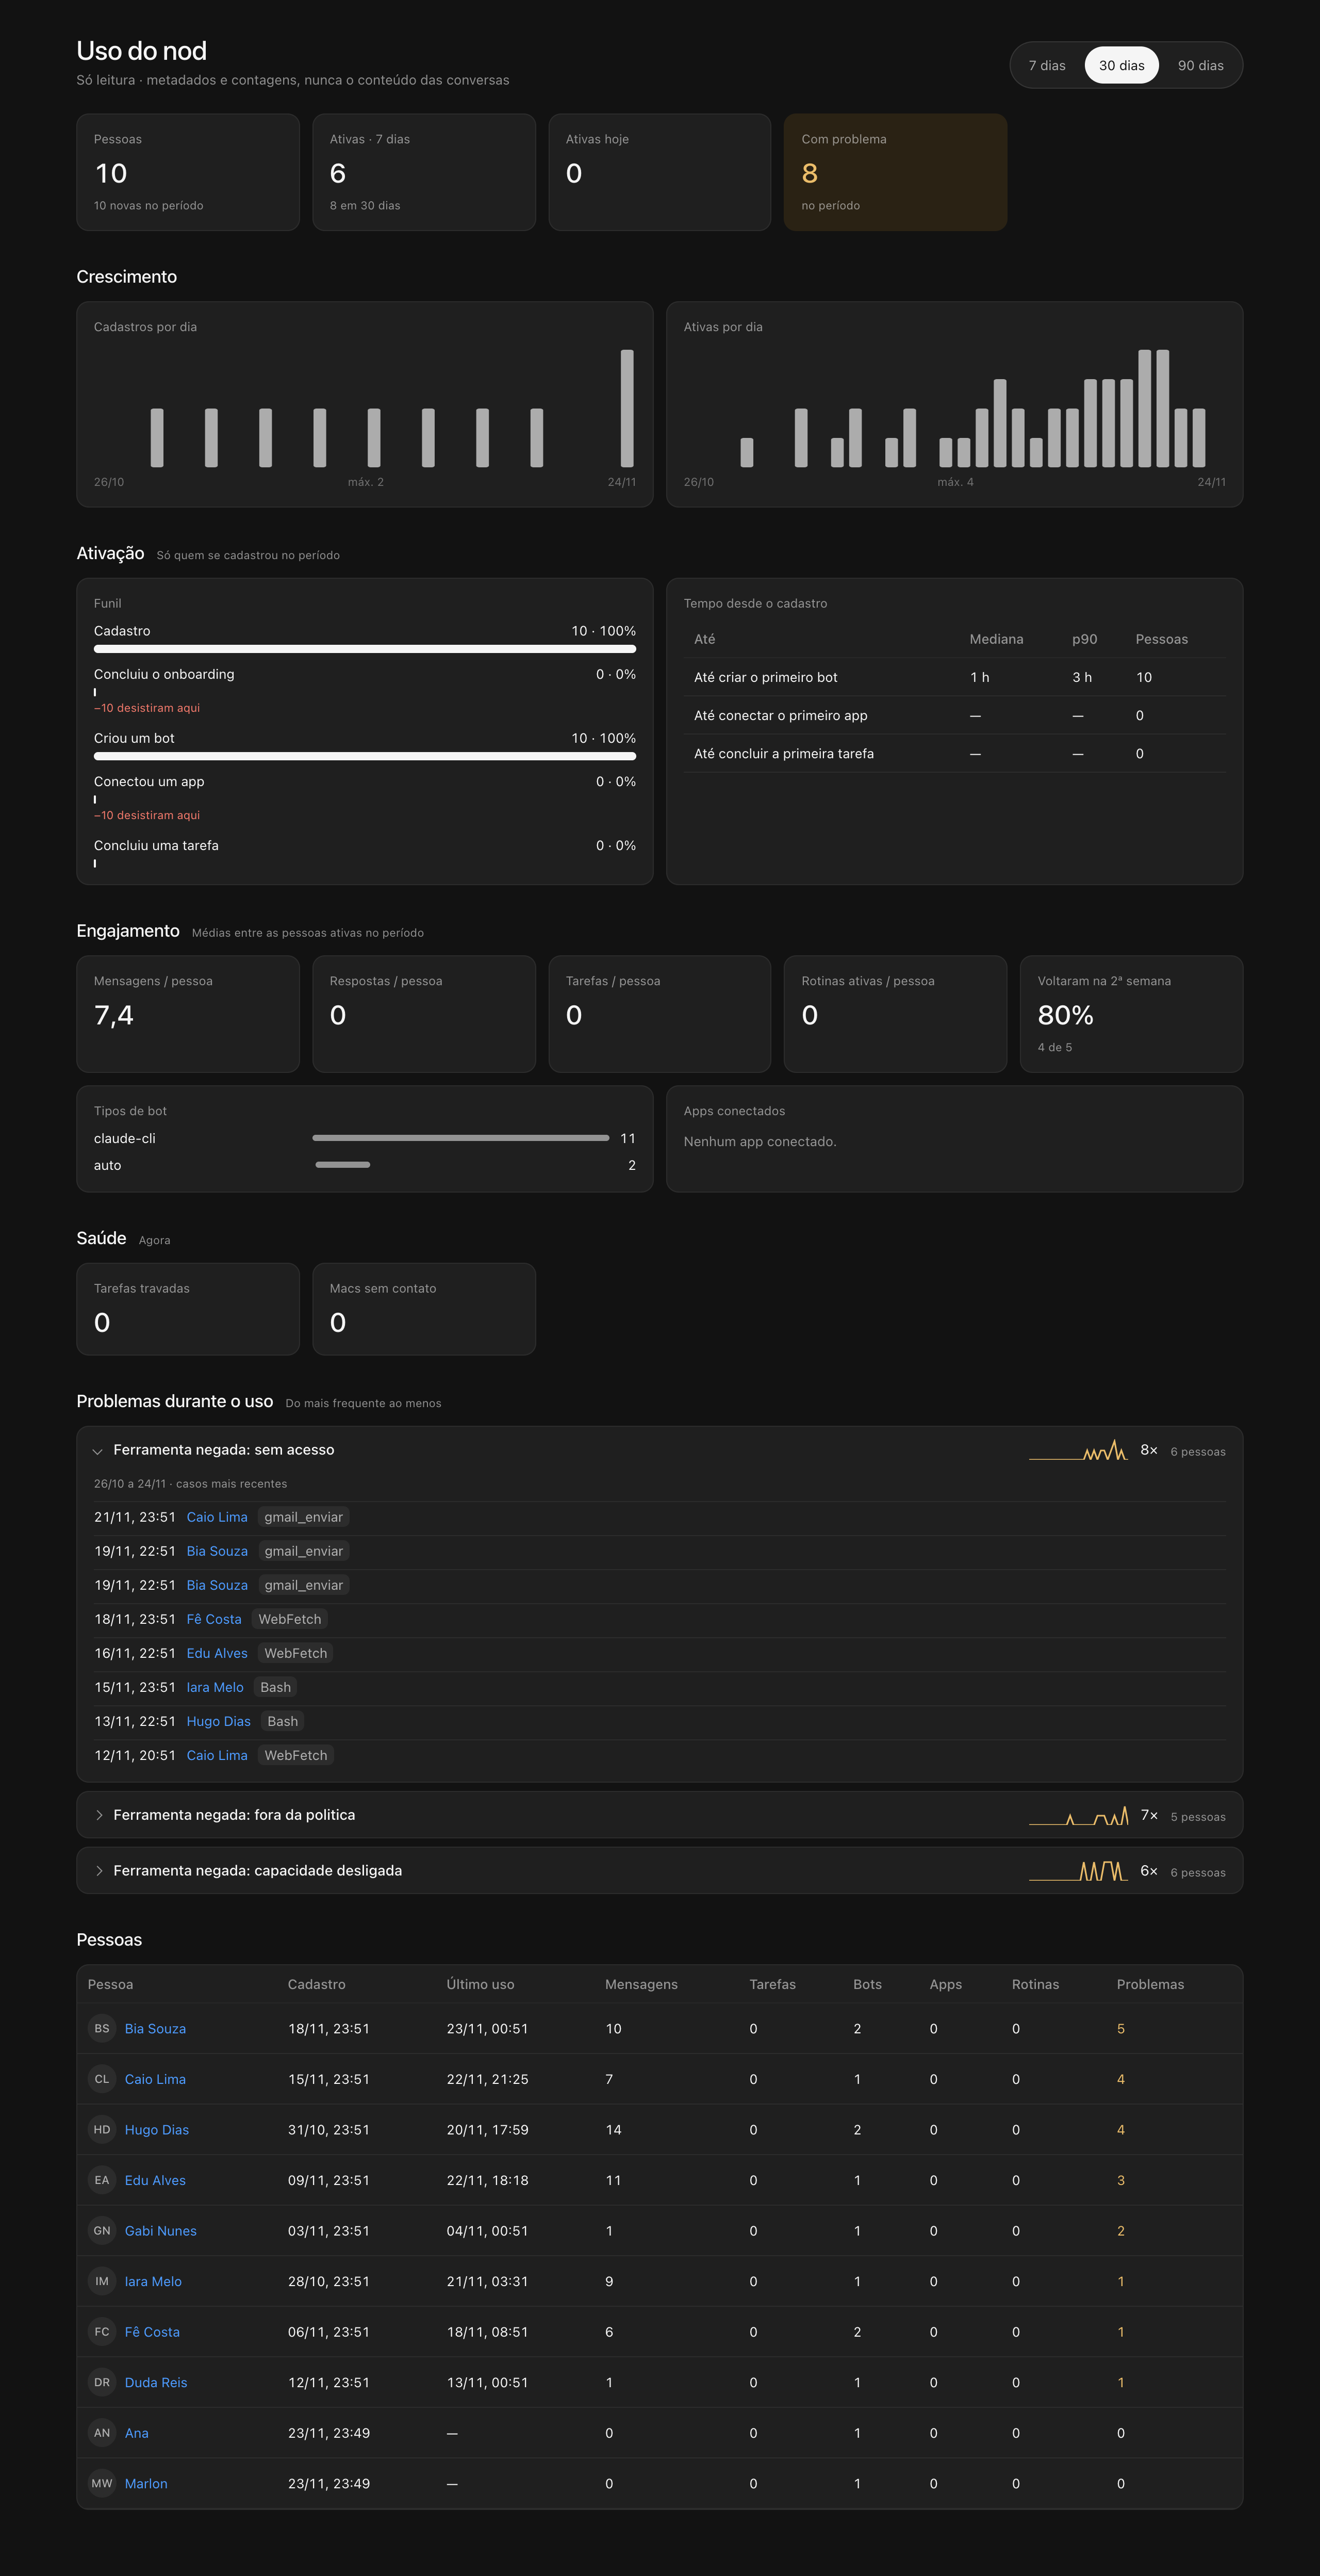 Uso do nod
Só leitura · metadados e contagens, nunca o conteúdo das conversas
7 dias 30 dias 90 dias
Pessoas
10
10 novas no período
Ativas · 7 dias
6
8 em 30 dias
Ativas hoje
0
Com problema
8
no período
Crescimento
Cadastros por dia
26/10 máx. 2 24/11
Ativas por dia
26/10 máx. 4 24/11
Ativação Só quem se cadastrou no período
Funil
Cadastro 10 · 100%
Concluiu o onboarding 0 · 0%
−10 desistiram aqui
Criou um bot 10 · 100%
Conectou um app 0 · 0%
−10 desistiram aqui
Concluiu uma tarefa 0 · 0%
Tempo desde o cadastro
Até Mediana p90 Pessoas
Até criar o primeiro bot 1 h 3 h 10
Até conectar o primeiro app — — 0
Até concluir a primeira tarefa — — 0
Engajamento Médias entre as pessoas ativas no período
Mensagens / pessoa
7,4
Respostas / pessoa
0
Tarefas / pessoa
0
Rotinas ativas / pessoa
0
Voltaram na 2ª semana
80%
4 de 5
Tipos de bot
claude-cli 11
auto 2
Apps conectados
Nenhum app conectado.
Saúde Agora
Tarefas travadas
0
Macs sem contato
0
Problemas durante o uso Do mais frequente ao menos
Ferramenta negada: sem acesso 8× 6 pessoas
26/10 a 24/11 · casos mais recentes
21/11, 23:51 Caio Lima gmail_enviar
19/11, 22:51 Bia Souza gmail_enviar
19/11, 22:51 Bia Souza gmail_enviar
18/11, 23:51 Fê Costa WebFetch
16/11, 22:51 Edu Alves WebFetch
15/11, 23:51 Iara Melo Bash
13/11, 22:51 Hugo Dias Bash
12/11, 20:51 Caio Lima WebFetch
Ferramenta negada: fora da politica 7× 5 pessoas
Ferramenta negada: capacidade desligada 6× 6 pessoas
Pessoas
Pessoa Cadastro Último uso Mensagens Tarefas Bots Apps Rotinas Problemas
BS Bia Souza 18/11, 23:51 23/11, 00:51 10 0 2 0 0 5
CL Caio Lima 15/11, 23:51 22/11, 21:25 7 0 1 0 0 4
HD Hugo Dias 31/10, 23:51 20/11, 17:59 14 0 2 0 0 4
EA Edu Alves 09/11, 23:51 22/11, 18:18 11 0 1 0 0 3
GN Gabi Nunes 03/11, 23:51 04/11, 00:51 1 0 1 0 0 2
IM Iara Melo 28/10, 23:51 21/11, 03:31 9 0 1 0 0 1
FC Fê Costa 06/11, 23:51 18/11, 08:51 6 0 2 0 0 1
DR Duda Reis 12/11, 23:51 13/11, 00:51 1 0 1 0 0 1
AN Ana 23/11, 23:49 — 0 0 1 0 0 0
MW Marlon 23/11, 23:49 — 0 0 1 0 0 0